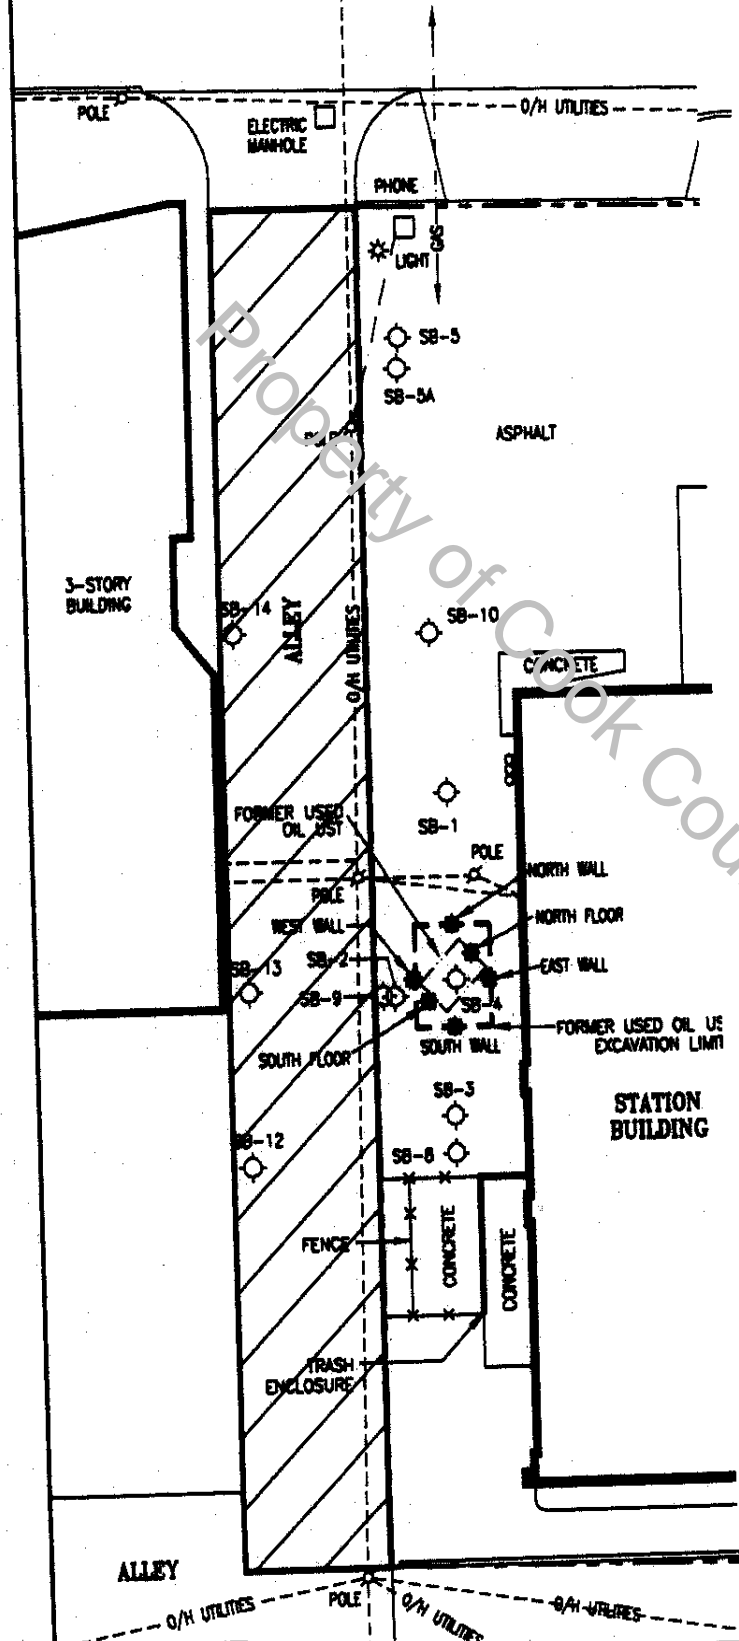 O/H UTILITIES
POLE
ELECTRIC
MANHOLE
PHONE
GAS
LIGHT
SB-5
SB-5A
POLE
ASPHALT
3-STORY
BUILDING
SB-14
ALLEY
O/H UTILITIES
SB-10
CONCRETE
FORMER USED
OIL UST
SB-1
POLE
POLE
NORTH WALL
WEST WALL
NORTH FLOOR
SB-2
EAST WALL
SB-13
SB-9
SB-4
SOUTH FLOOR
SOUTH WALL
FORMER USED OIL US
EXCAVATION LIMI
SB-3
STATION
BUILDING
SB-12
SB-8
FENCE
CONCRETE
CONCRETE
TRASH
ENCLOSURE
ALLEY
POLE
O/H UTILITIES
O/H UTILITIES
O/H UTILITIES
Property of Cook Cou